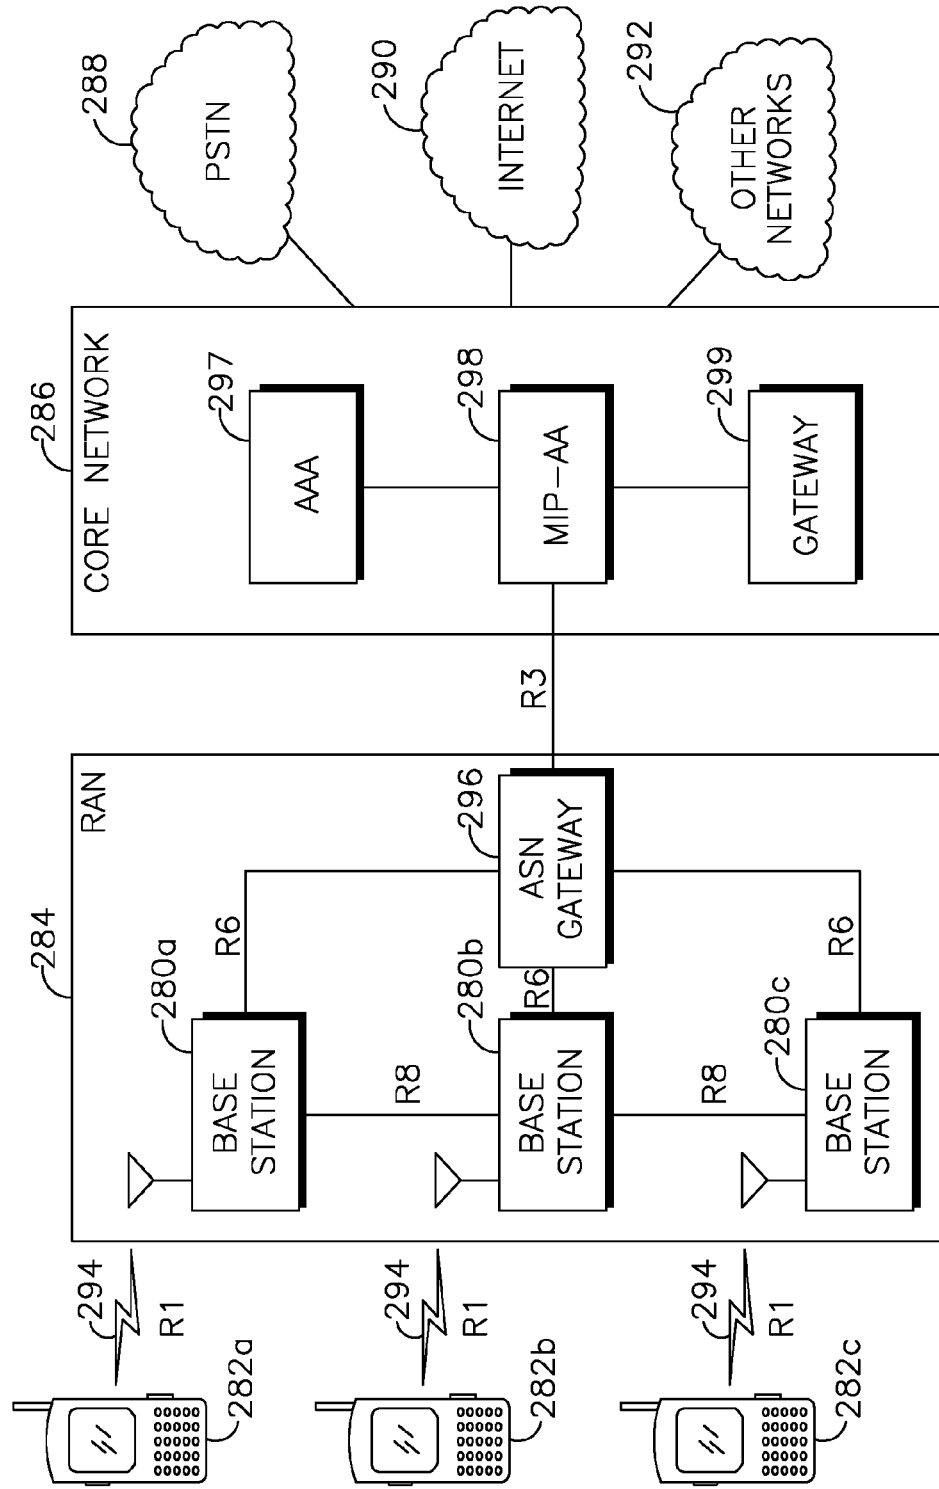 282a
294
R1
282b
294
R1
282c
294
R1
284
RAN
280a
BASE
STATION
R6
R8
280b
BASE
STATION
R6
R8
280c
BASE
STATION
R6
296
ASN
GATEWAY
R3
286
CORE NETWORK
297
AAA
298
MIP-AA
299
GATEWAY
288
PSTN
290
INTERNET
292
OTHER
NETWORKS